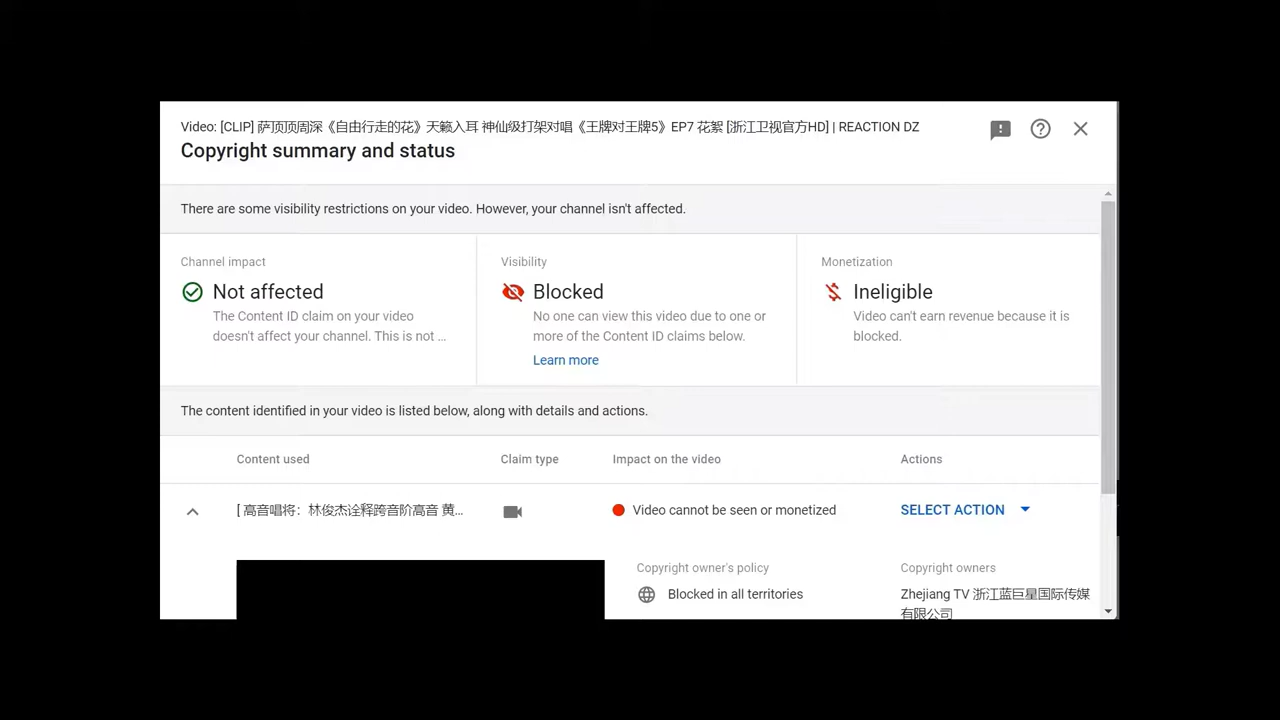 Video: [CLIP] 萨顶顶周深《自由行走的花》天籁入耳 神仙级打架对唱《王牌对王牌5》EP7 花絮 [浙江卫视官方HD] | REACTION DZ
Copyright summary and status
There are some visibility restrictions on your video. However, your channel isn't affected.
Channel impact
Not affected
The Content ID claim on your video
doesn't affect your channel. This is not ...
Visibility
Blocked
No one can view this video due to one or
more of the Content ID claims below.
Learn more
Monetization
Ineligible
Video can't earn revenue because it is
blocked.
The content identified in your video is listed below, along with details and actions.
Content used
Claim type
Impact on the video
Actions
[ 高音唱将：林俊杰诠释跨音阶高音 黄...
Video cannot be seen or monetized
SELECT ACTION
Copyright owner's policy
Blocked in all territories
Copyright owners
Zhejiang TV 浙江蓝巨星国际传媒
有限公司